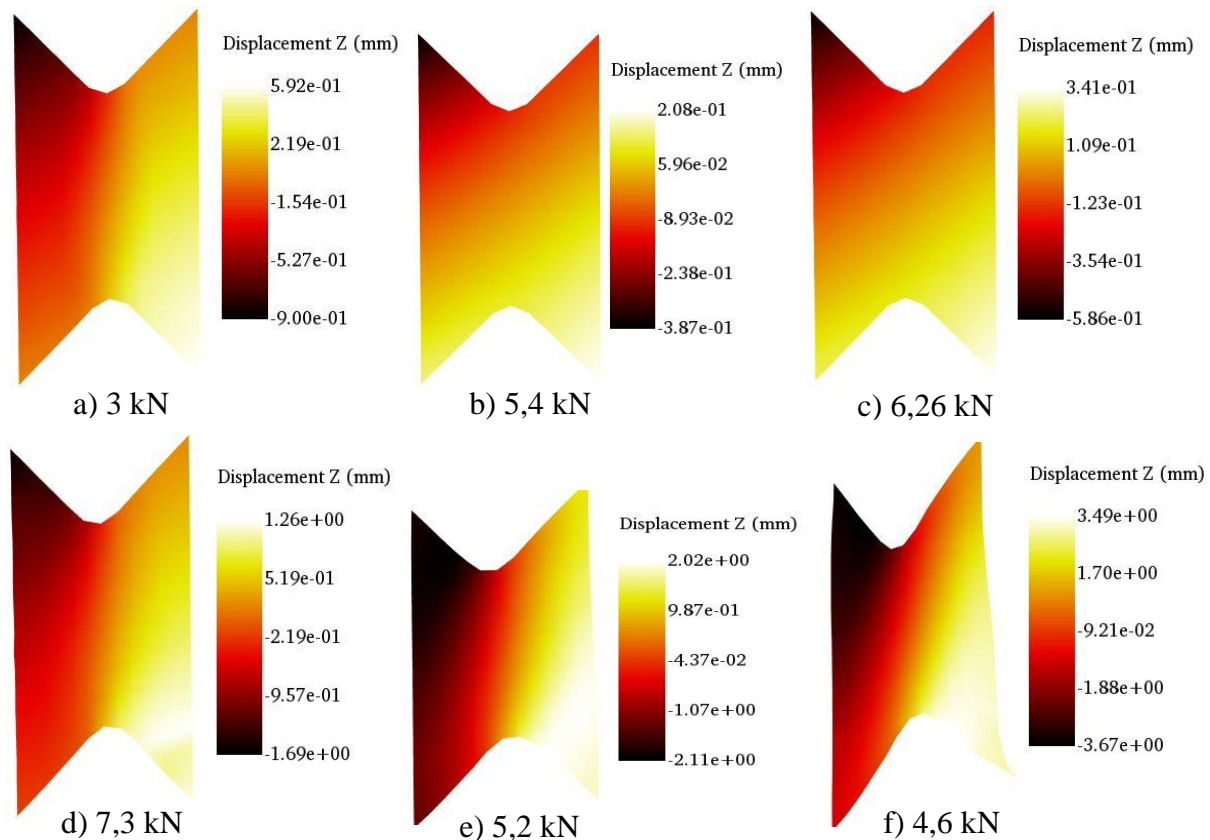 Displacement Z (mm)
5.92e-01
2.19e-01
-1.54e-01
-5.27e-01
-9.00e-01
a) 3 kN
Displacement Z (mm)
2.08e-01
5.96e-02
-8.93e-02
-2.38e-01
-3.87e-01
b) 5,4 kN
Displacement Z (mm)
3.41e-01
1.09e-01
-1.23e-01
-3.54e-01
-5.86e-01
c) 6,26 kN
Displacement Z (mm)
1.26e+00
5.19e-01
-2.19e-01
-9.57e-01
-1.69e+00
d) 7,3 kN
Displacement Z (mm)
2.02e+00
9.87e-01
-4.37e-02
-1.07e+00
-2.11e+00
e) 5,2 kN
Displacement Z (mm)
3.49e+00
1.70e+00
-9.21e-02
-1.88e+00
-3.67e+00
f) 4,6 kN